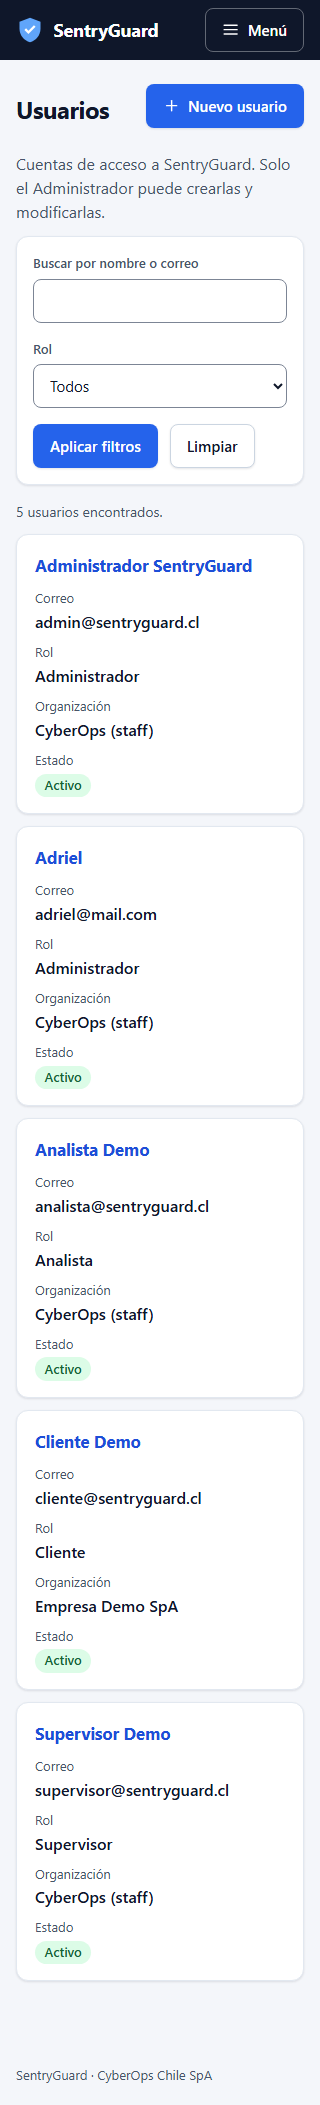 SentryGuard
Menú
Usuarios
Nuevo usuario
Cuentas de acceso a SentryGuard. Solo
el Administrador puede crearlas y
modificarlas.
Buscar por nombre o correo
Rol
Todos
Aplicar filtros
Limpiar
5 usuarios encontrados.
Administrador SentryGuard
Correo
admin@sentryguard.cl
Rol
Administrador
Organización
CyberOps (staff)
Estado
Activo
Adriel
Correo
adriel@mail.com
Rol
Administrador
Organización
CyberOps (staff)
Estado
Activo
Analista Demo
Correo
analista@sentryguard.cl
Rol
Analista
Organización
CyberOps (staff)
Estado
Activo
Cliente Demo
Correo
cliente@sentryguard.cl
Rol
Cliente
Organización
Empresa Demo SpA
Estado
Activo
Supervisor Demo
Correo
supervisor@sentryguard.cl
Rol
Supervisor
Organización
CyberOps (staff)
Estado
Activo
SentryGuard · CyberOps Chile SpA